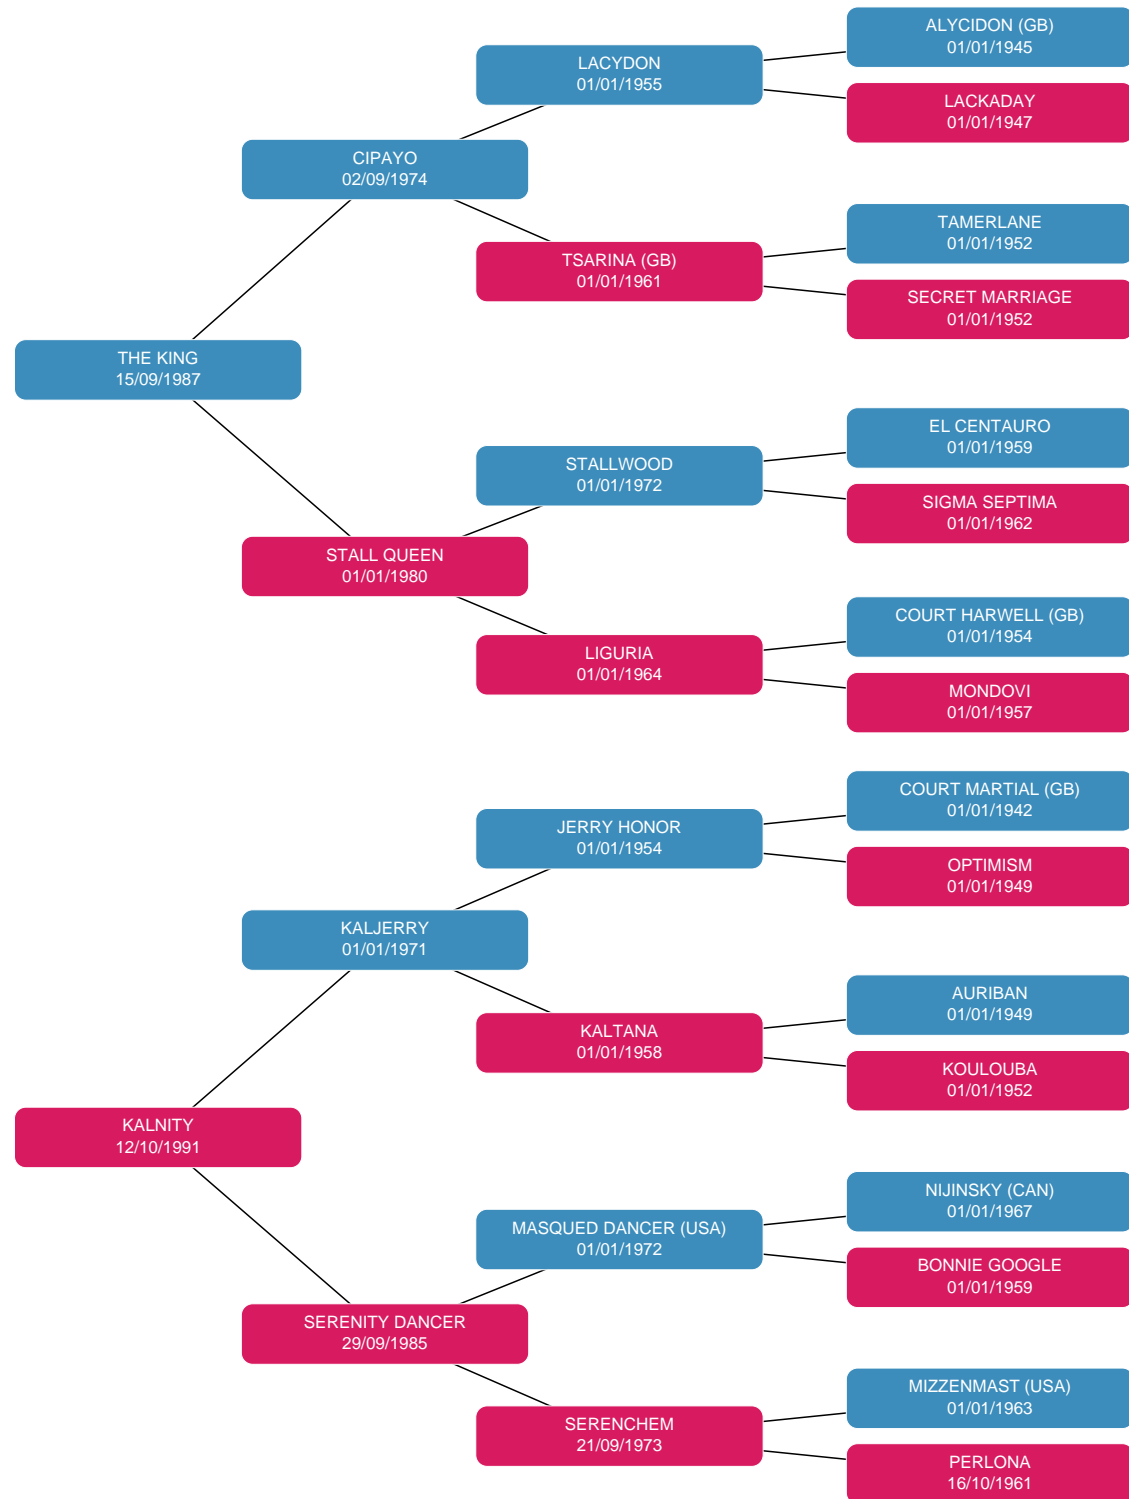 ALYCIDON (GB)
01/01/1945
LACYDON
01/01/1955
LACKADAY
01/01/1947
CIPAYO
02/09/1974
TAMERLANE
01/01/1952
TSARINA (GB)
01/01/1961
SECRET MARRIAGE
01/01/1952
THE KING
15/09/1987
EL CENTAURO
01/01/1959
STALLWOOD
01/01/1972
SIGMA SEPTIMA
01/01/1962
STALL QUEEN
01/01/1980
COURT HARWELL (GB)
01/01/1954
LIGURIA
01/01/1964
MONDOVI
01/01/1957
COURT MARTIAL (GB)
01/01/1942
JERRY HONOR
01/01/1954
OPTIMISM
01/01/1949
KALJERRY
01/01/1971
AURIBAN
01/01/1949
KALTANA
01/01/1958
KOULOUBA
01/01/1952
KALNITY
12/10/1991
NIJINSKY (CAN)
01/01/1967
MASQUED DANCER (USA)
01/01/1972
BONNIE GOOGLE
01/01/1959
SERENITY DANCER
29/09/1985
MIZZENMAST (USA)
01/01/1963
SERENCHEM
21/09/1973
PERLONA
16/10/1961